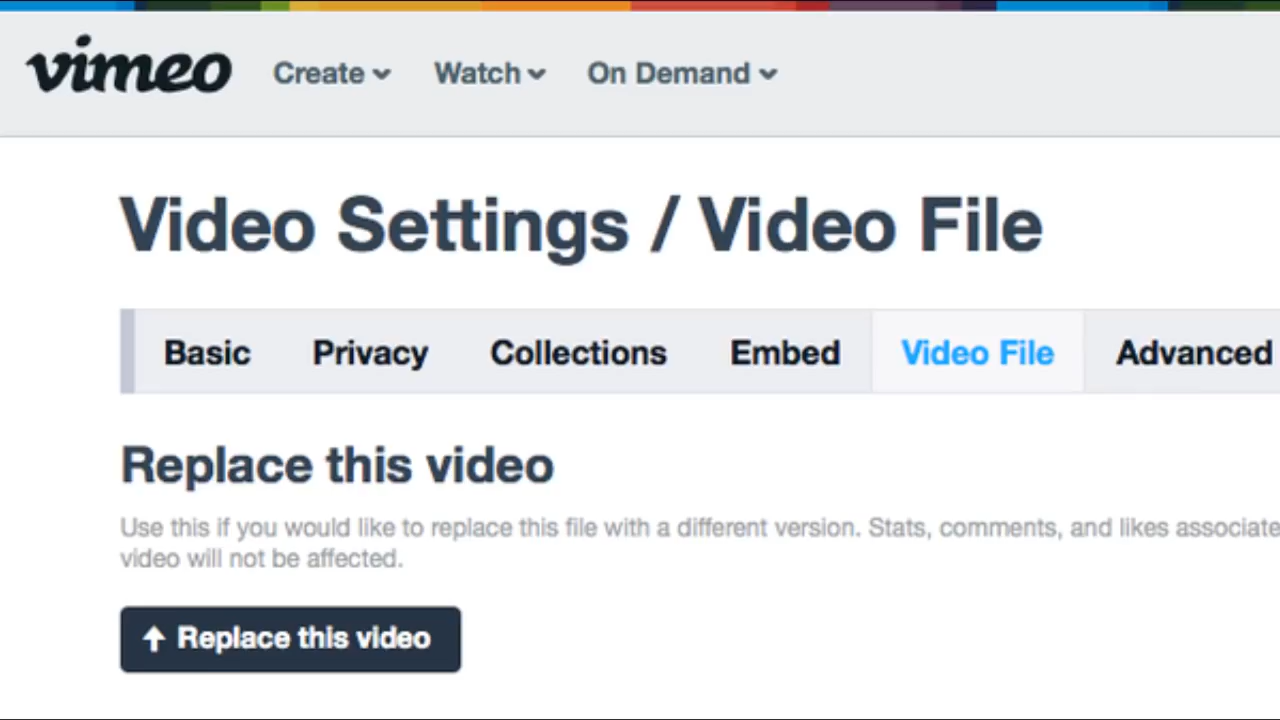 vimeo Create Watch On Demand
Video Settings / Video File
Basic Privacy Collections Embed Video File Advanced
Replace this video
Use this if you would like to replace this file with a different version. Stats, comments, and likes associate
video will not be affected.
Replace this video